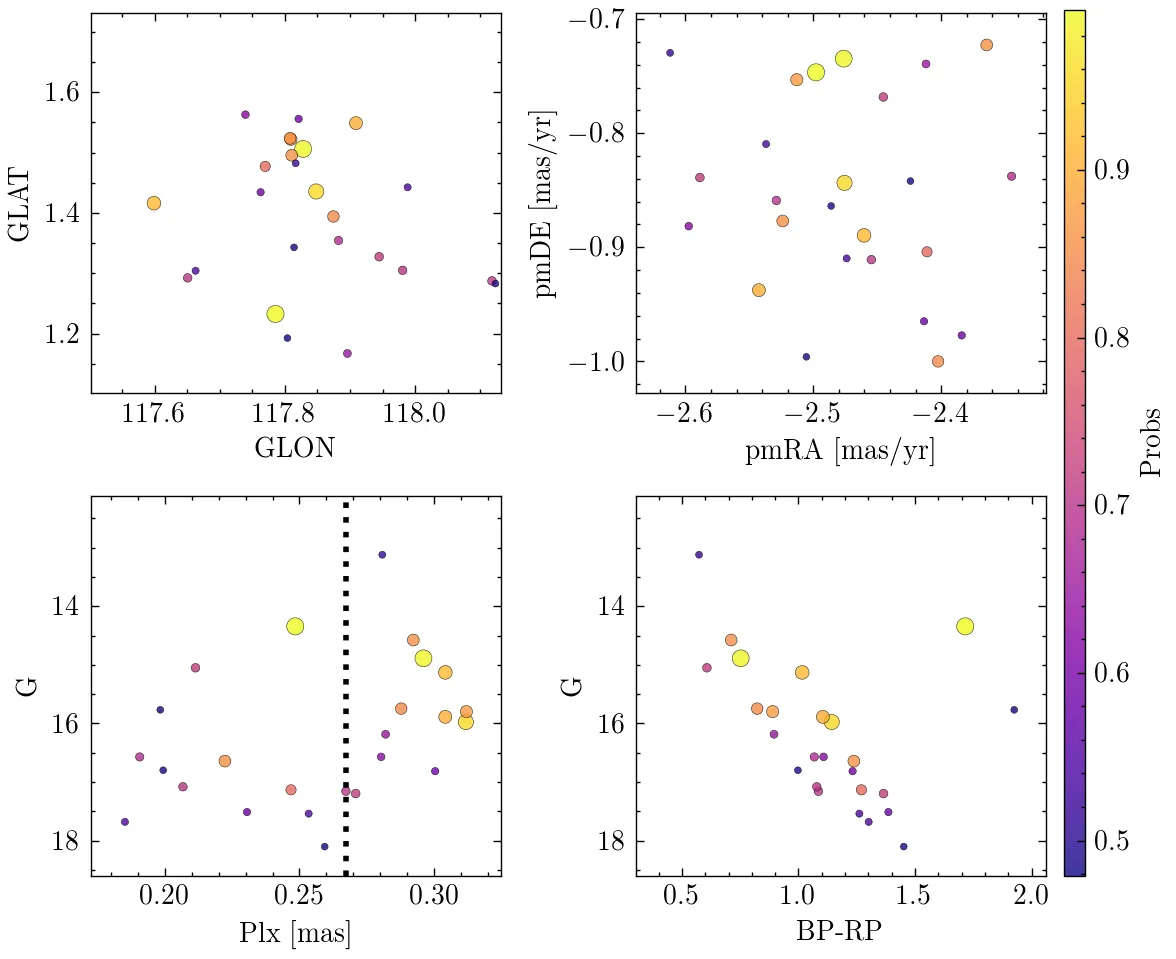 1.6
1.4
1.2
GLAT
117.6 117.8 118.0
GLON
−0.7
−0.8
−0.9
−1.0
pmDE [mas/yr]
−2.6 −2.5 −2.4
pmRA [mas/yr]
14
16
18
G
0.20 0.25 0.30
Plx [mas]
14
16
18
G
0.5 1.0 1.5 2.0
BP-RP
0.9
0.8
0.7
0.6
0.5
Probs